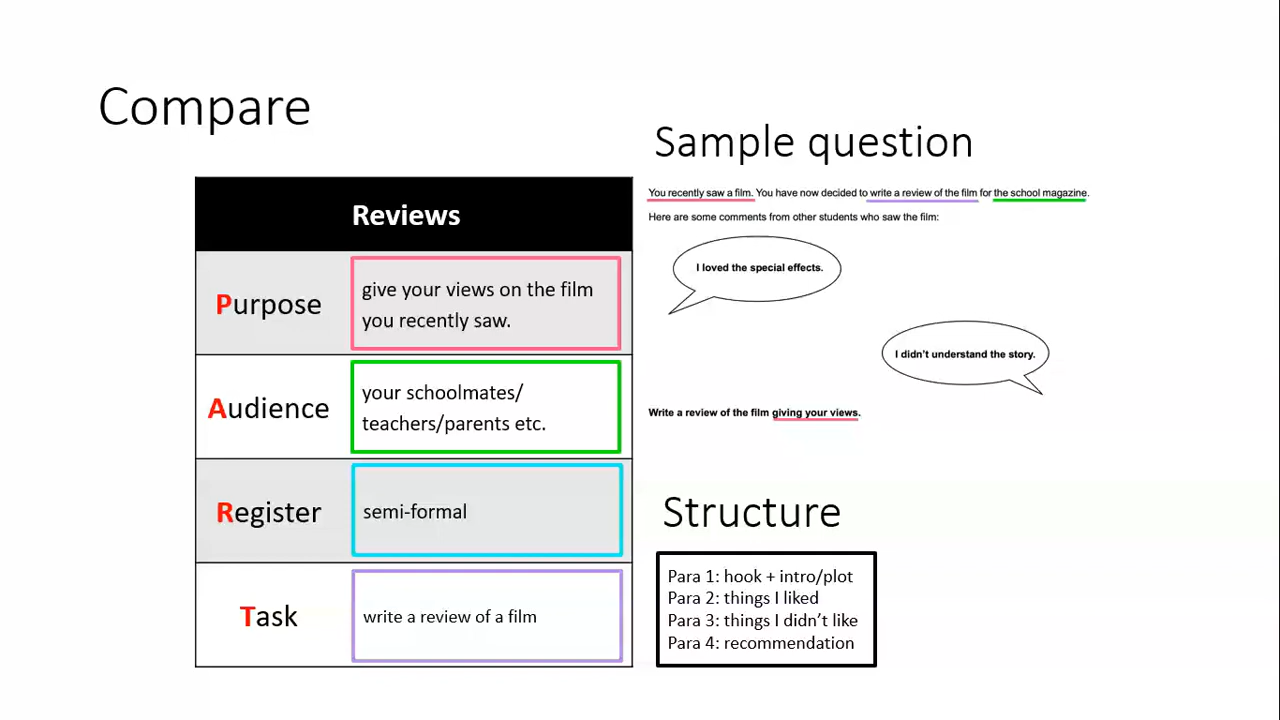 Compare
Reviews
Purpose
give your views on the film
you recently saw.
Audience
your schoolmates/
teachers/parents etc.
Register
semi-formal
Task
write a review of a film
Sample question
You recently saw a film. You have now decided to write a review of the film for the school magazine.
Here are some comments from other students who saw the film:
I loved the special effects.
I didn't understand the story.
Write a review of the film giving your views.
Structure
Para 1: hook + intro/plot
Para 2: things I liked
Para 3: things I didn't like
Para 4: recommendation